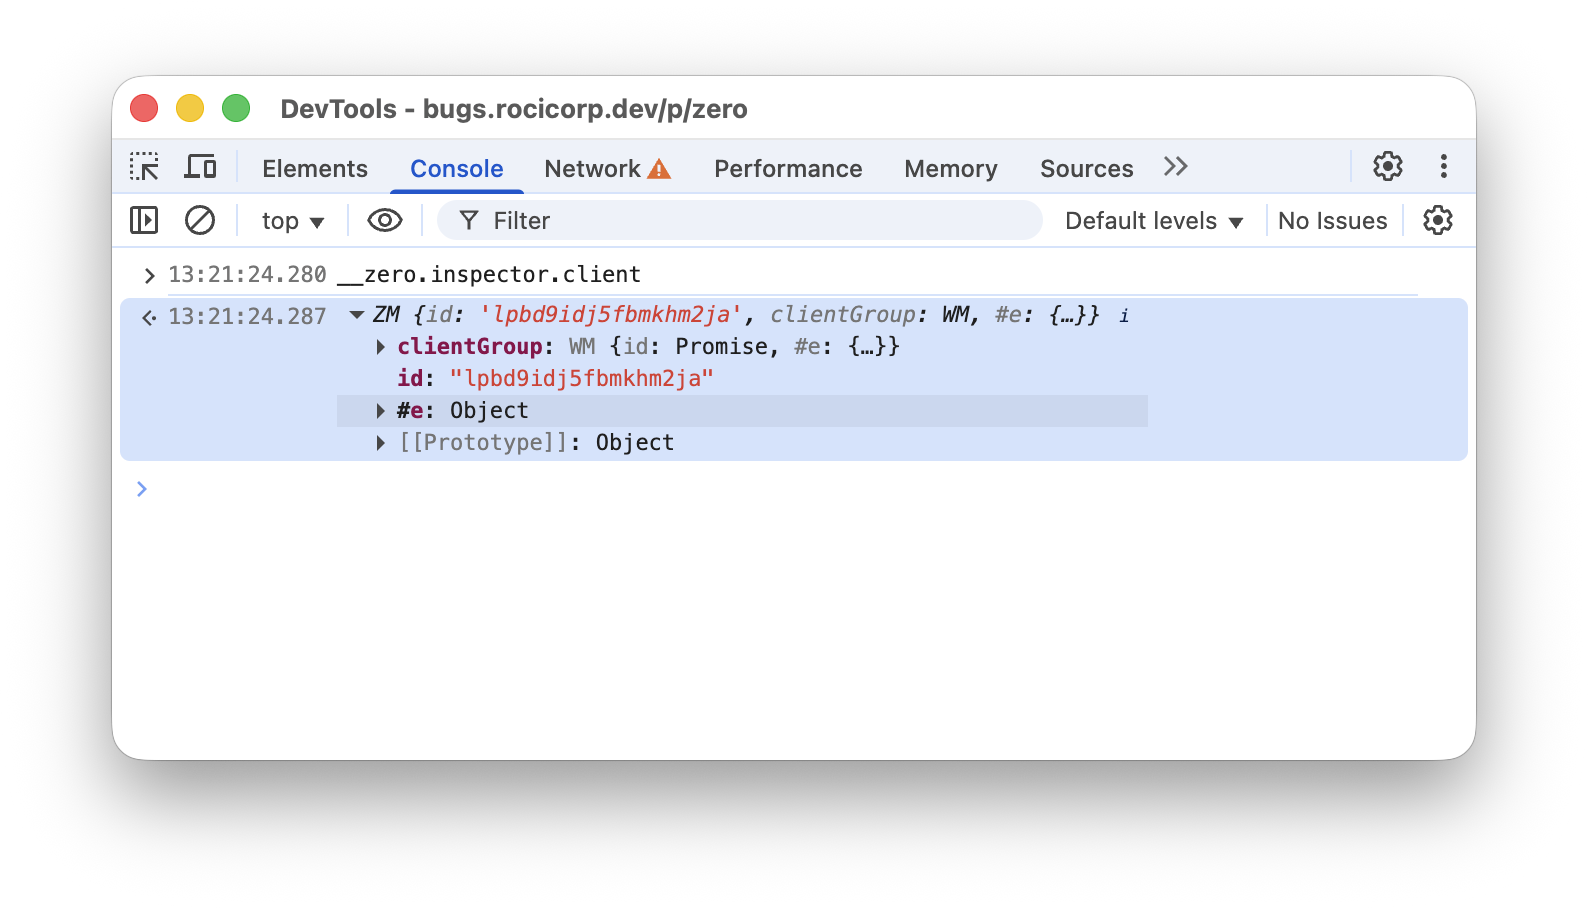 DevTools - bugs.rocicorp.dev/p/zero
Elements Console Network Performance Memory Sources
top Filter Default levels No Issues
13:21:24.280 __zero.inspector.client
13:21:24.287 ZM {id: 'lpbd9idj5fbmkhm2ja', clientGroup: WM, #e: {…}} i
clientGroup: WM {id: Promise, #e: {…}}
id: "lpbd9idj5fbmkhm2ja"
#e: Object
[[Prototype]]: Object